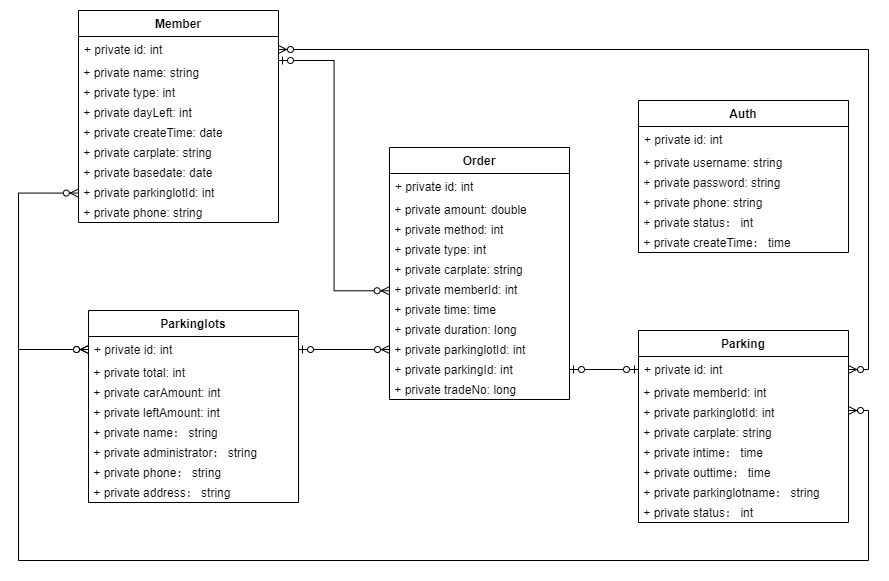 Member
+ private id: int
+ private name: string
+ private type: int
+ private dayLeft: int
+ private createTime: date
+ private carplate: string
+ private basedate: date
+ private parkinglotId: int
+ private phone: string
Auth
+ private id: int
+ private username: string
+ private password: string
+ private phone: string
+ private status： int
+ private createTime： time
Order
+ private id: int
+ private amount: double
+ private method: int
+ private type: int
+ private carplate: string
+ private memberId: int
+ private time: time
+ private duration: long
+ private parkinglotId: int
+ private parkingId: int
+ private tradeNo: long
Parkinglots
+ private id: int
+ private total: int
+ private carAmount: int
+ private leftAmount: int
+ private name： string
+ private administrator： string
+ private phone： string
+ private address： string
Parking
+ private id: int
+ private memberId: int
+ private parkinglotId: int
+ private carplate: string
+ private intime： time
+ private outtime： time
+ private parkinglotname： string
+ private status： int